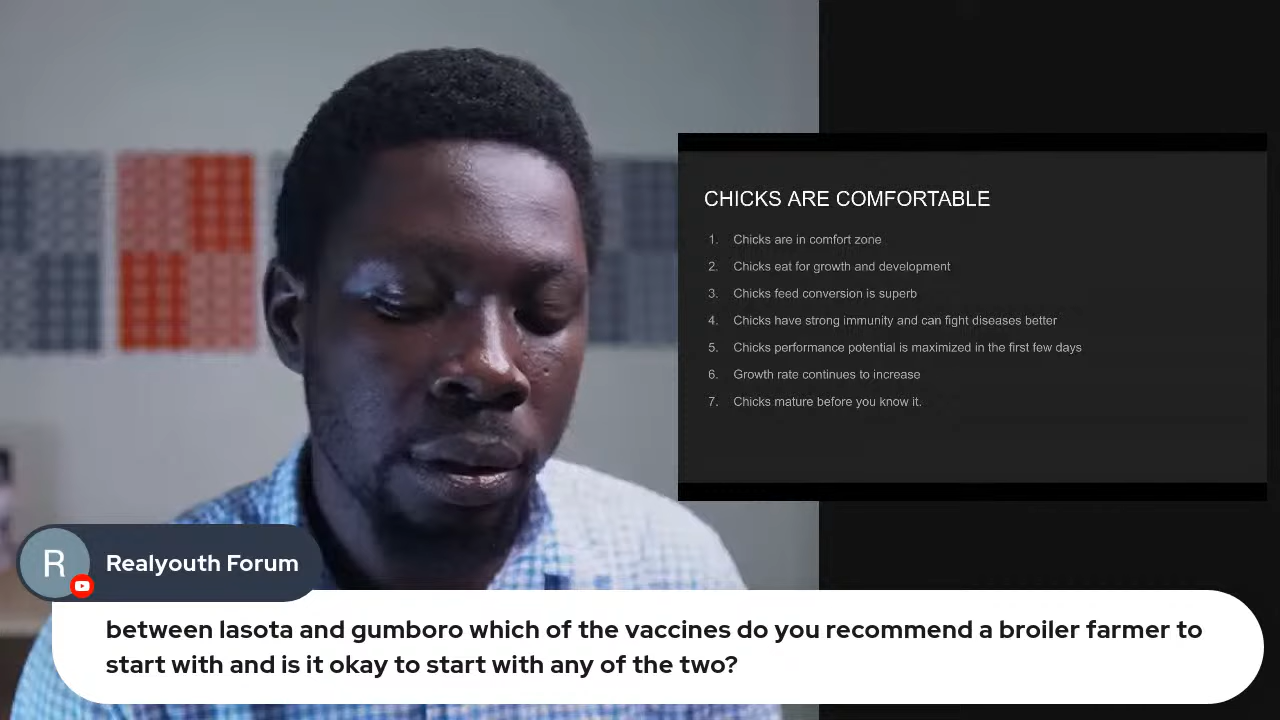 CHICKS ARE COMFORTABLE
1. Chicks are in comfort zone
2. Chicks eat for growth and development
3. Chicks feed conversion is superb
4. Chicks have strong immunity and can fight diseases better
5. Chicks performance potential is maximized in the first few days
6. Growth rate continues to increase
7. Chicks mature before you know it.
R
Realyouth Forum
between lasota and gumboro which of the vaccines do you recommend a broiler farmer to
start with and is it okay to start with any of the two?